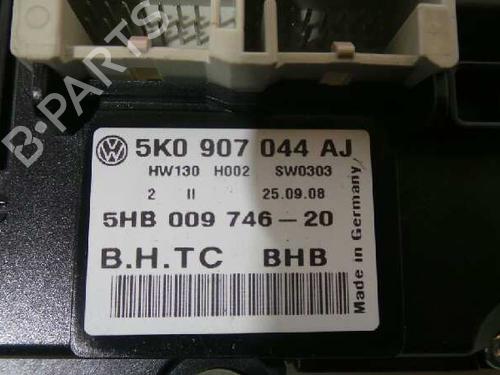 B-PARTS
5K0 907 044 AJ
HW130 H002 SW0303
2 II 25.09.08
5HB 009 746-20
B.H.TC BHB
Made in Germany